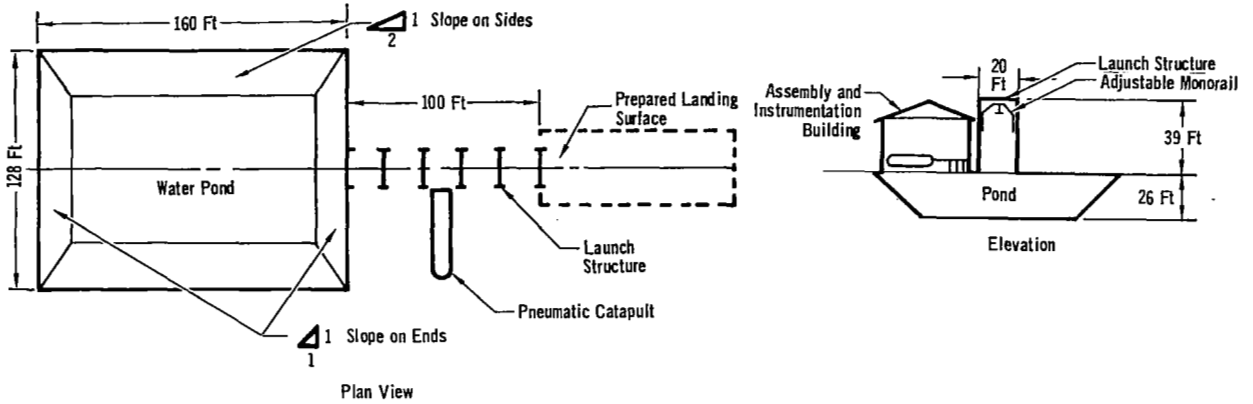 160 Ft
1 Slope on Sides
2
128 Ft
Water Pond
100 Ft
Prepared Landing
Surface
Launch
Structure
Pneumatic Catapult
1 Slope on Ends
1
Plan View
20
Ft
Launch Structure
Adjustable Monorail
Assembly and
Instrumentation
Building
39 Ft
Pond
26 Ft
Elevation